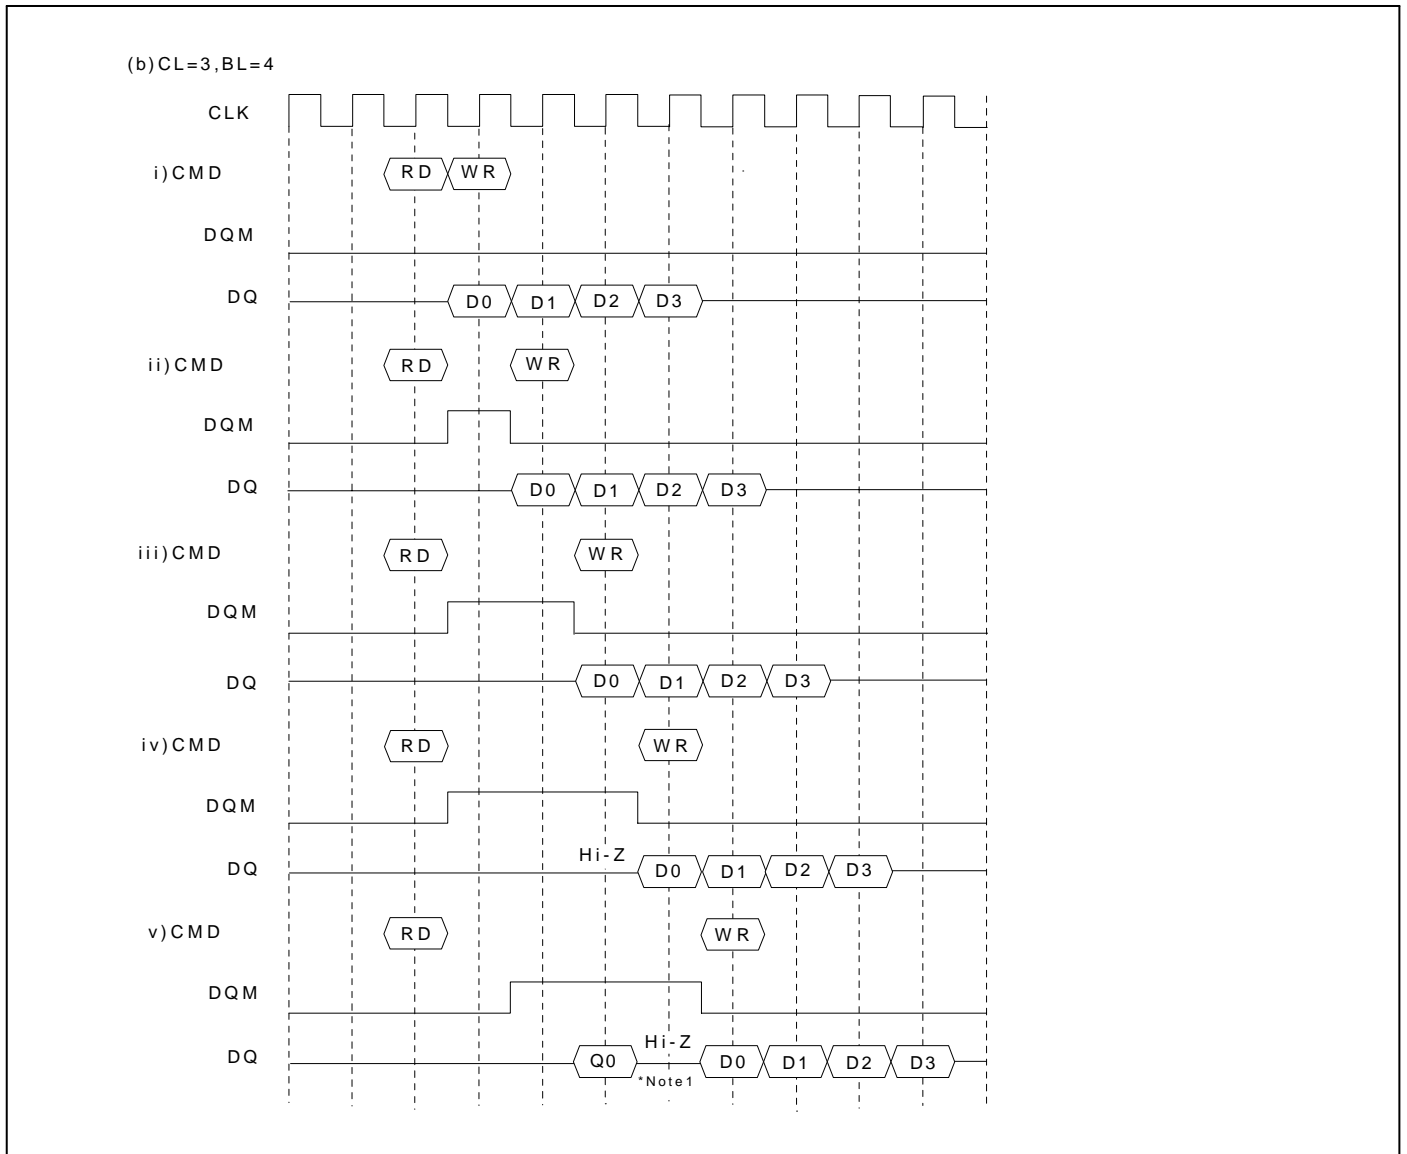 (b)CL=3,BL=4
CLK
i)CMD RD WR
DQM
DQ D0 D1 D2 D3
ii)CMD RD WR
DQM
DQ D0 D1 D2 D3
iii)CMD RD WR
DQM
DQ D0 D1 D2 D3
iv)CMD RD WR
DQM
Hi-Z
DQ D0 D1 D2 D3
v)CMD RD WR
DQM
Hi-Z
DQ Q0 D0 D1 D2 D3
*Note1